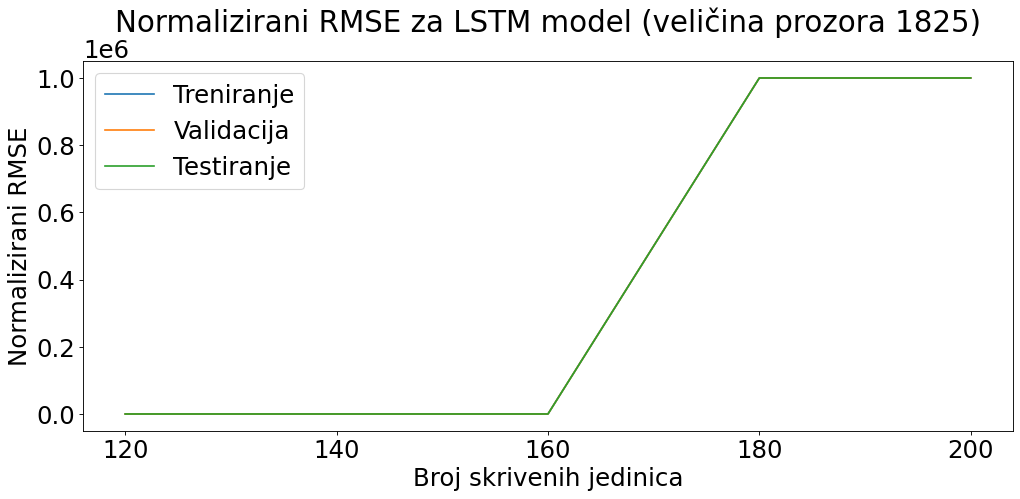 Normalizirani RMSE za LSTM model (veličina prozora 1825)
1e6
1.0
0.8
0.6
0.4
0.2
0.0
Normalizirani RMSE
Treniranje
Validacija
Testiranje
120 140 160 180 200
Broj skrivenih jedinica